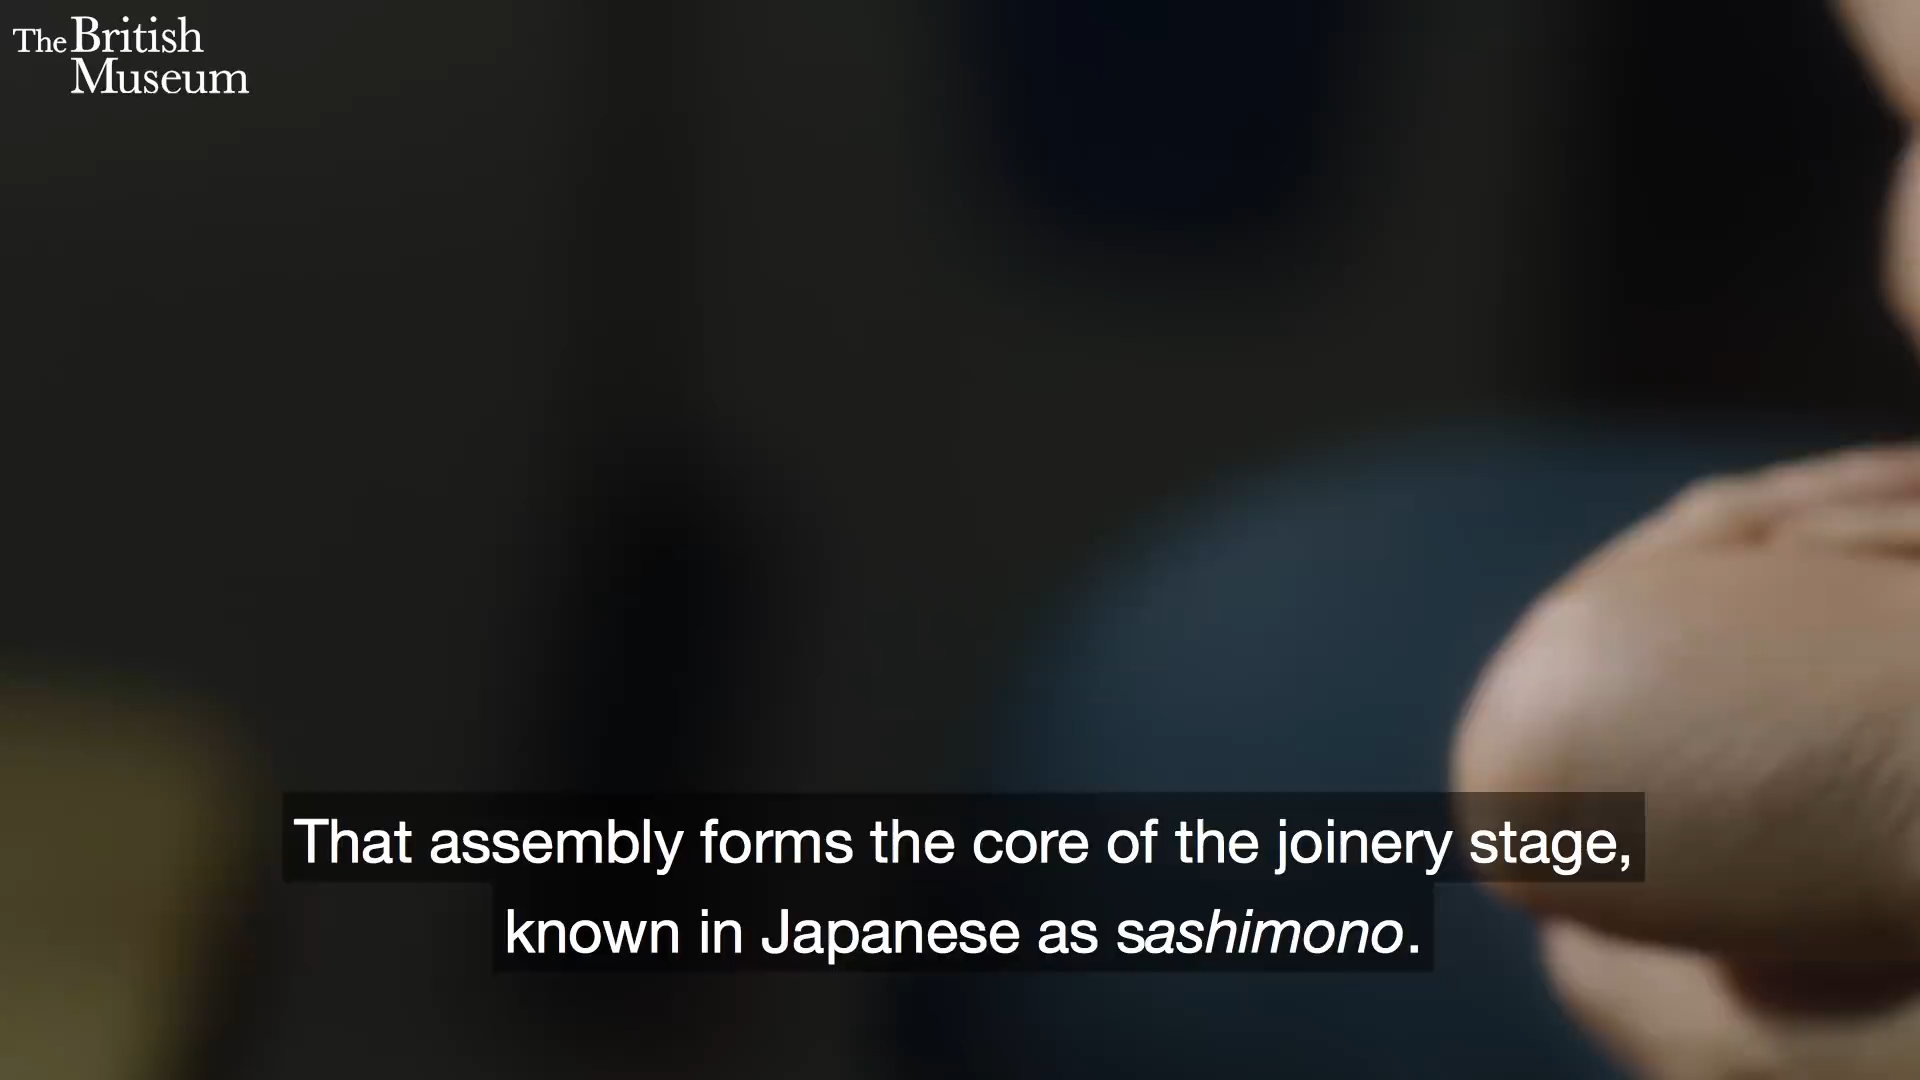 The British
Museum
That assembly forms the core of the joinery stage,
known in Japanese as sashimono.